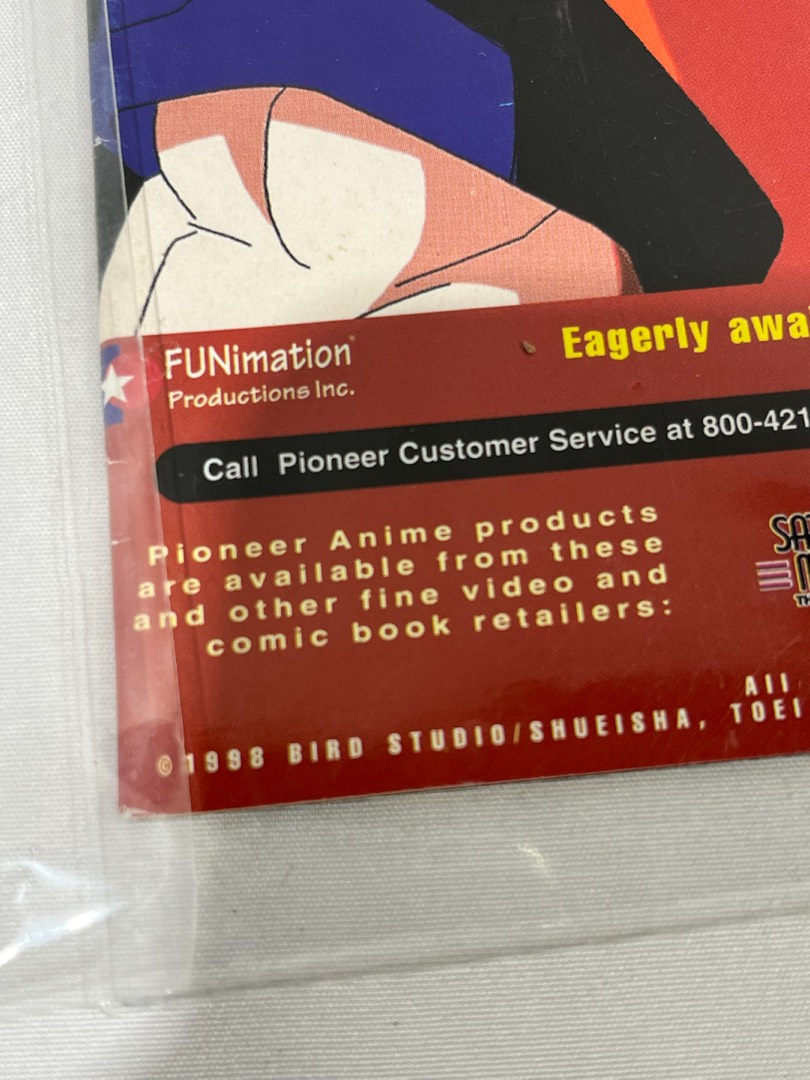 FUNimation
Productions Inc.
Eagerly
Call Pioneer Customer Service at 800-421
Pioneer Anime products
are available from these
and other fine video and
comic book retailers:
All
©1998 BIRD STUDIO/SHUEISHA, TOEI